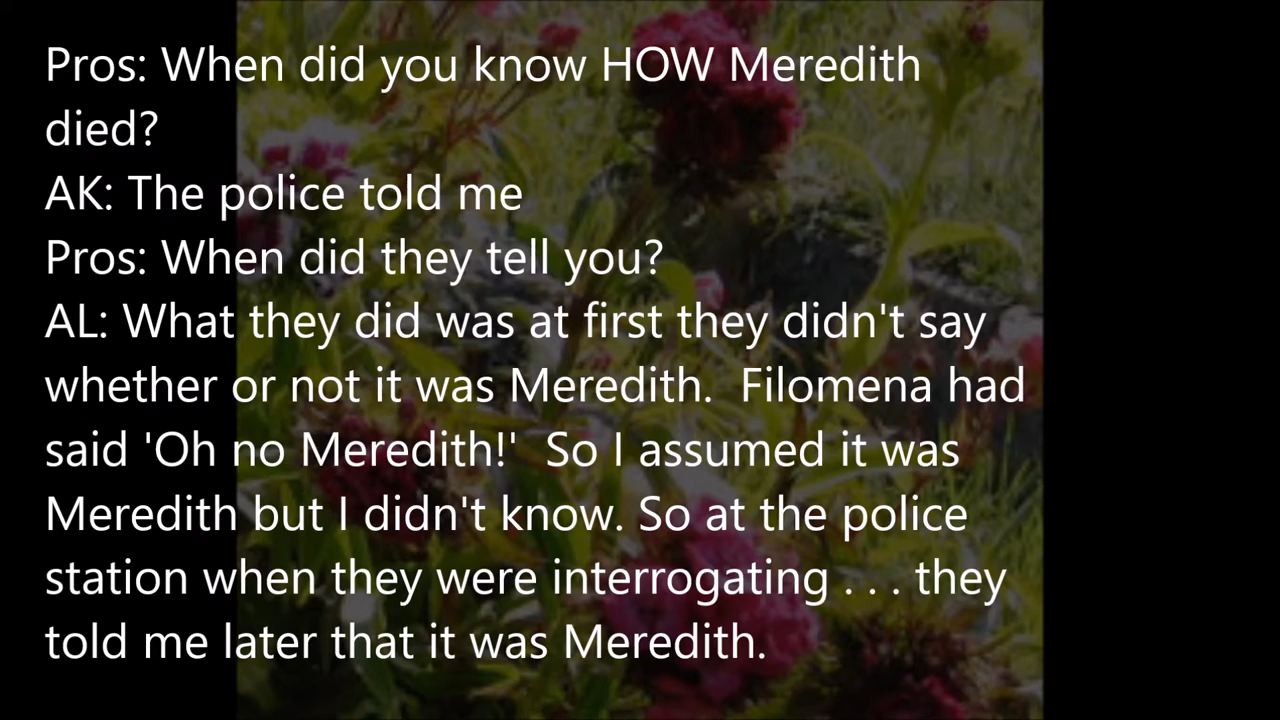 Pros: When did you know HOW Meredith
died?
AK: The police told me
Pros: When did they tell you?
AL: What they did was at first they didn't say
whether or not it was Meredith.  Filomena had
said 'Oh no Meredith!'  So I assumed it was
Meredith but I didn't know. So at the police
station when they were interrogating . . . they
told me later that it was Meredith.